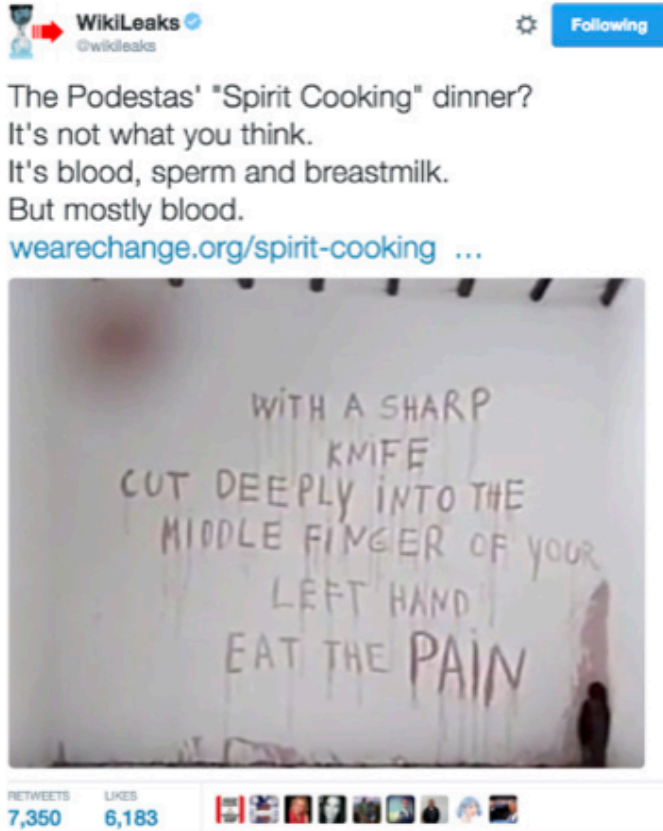 WikiLeaks
@wikileaks
Following
The Podestas' "Spirit Cooking" dinner?
It's not what you think.
It's blood, sperm and breastmilk.
But mostly blood.
wearechange.org/spirit-cooking ...
WiTH A SHARP
KNIFE
CUT DEEPLY iNTO THE
MIDDLE FINGER OF YOUR
LEFT HAND
EAT THE PAiN
RETWEETS LIKES
7,350 6,183